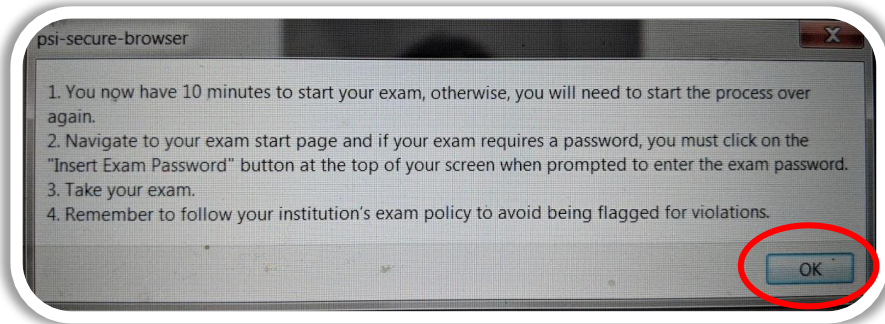 psi-secure-browser
1. You now have 10 minutes to start your exam, otherwise, you will need to start the process over
again.
2. Navigate to your exam start page and if your exam requires a password, you must click on the
"Insert Exam Password" button at the top of your screen when prompted to enter the exam password.
3. Take your exam.
4. Remember to follow your institution's exam policy to avoid being flagged for violations.
OK